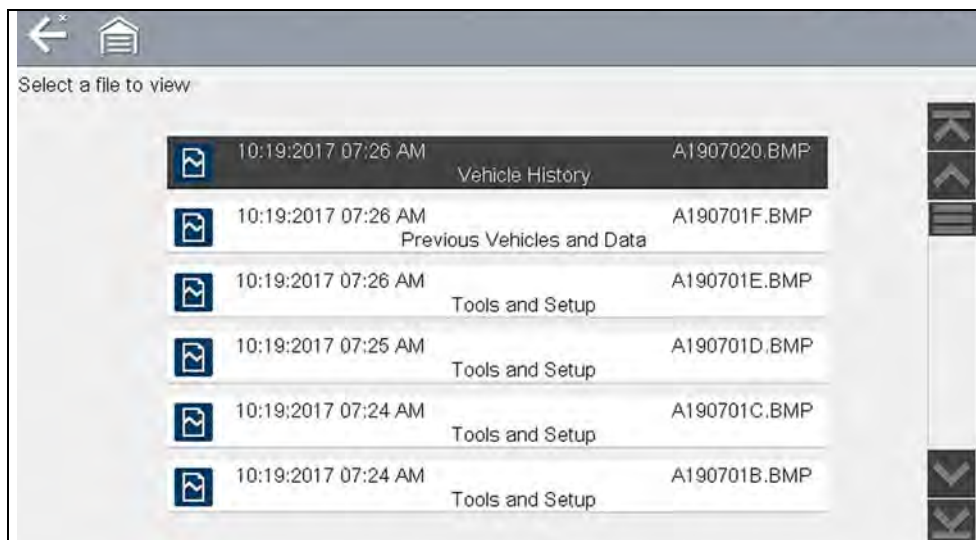 Select a file to view
10:19:2017 07:26 AM A1907020.BMP
Vehicle History
10:19:2017 07:26 AM A190701F.BMP
Previous Vehicles and Data
10:19:2017 07:26 AM A190701E.BMP
Tools and Setup
10:19:2017 07:25 AM A190701D.BMP
Tools and Setup
10:19:2017 07:24 AM A190701C.BMP
Tools and Setup
10:19:2017 07:24 AM A190701B.BMP
Tools and Setup